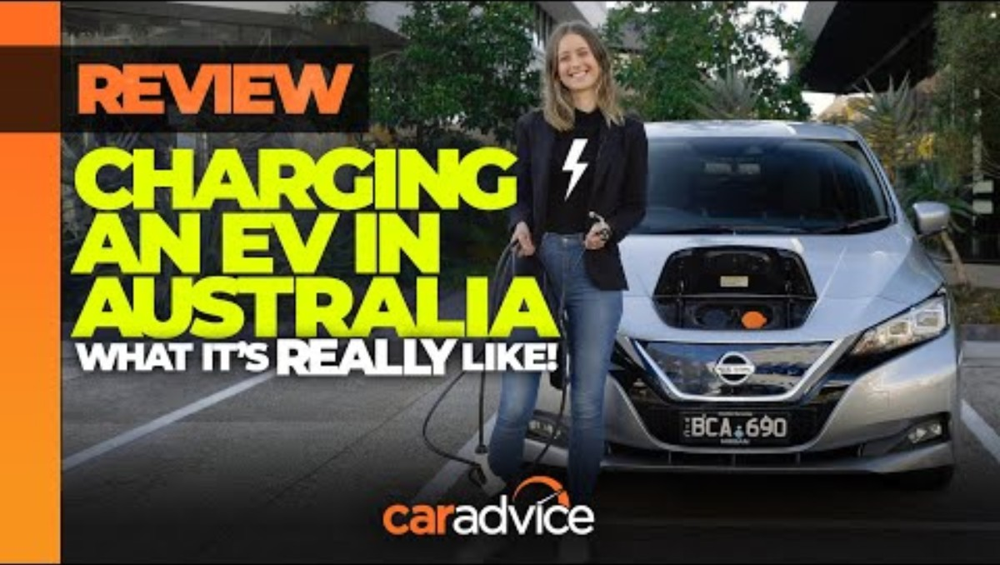 REVIEW
CHARGING
AN EV IN
AUSTRALIA
WHAT IT'S REALLY LIKE!
BCA·690
caradvice